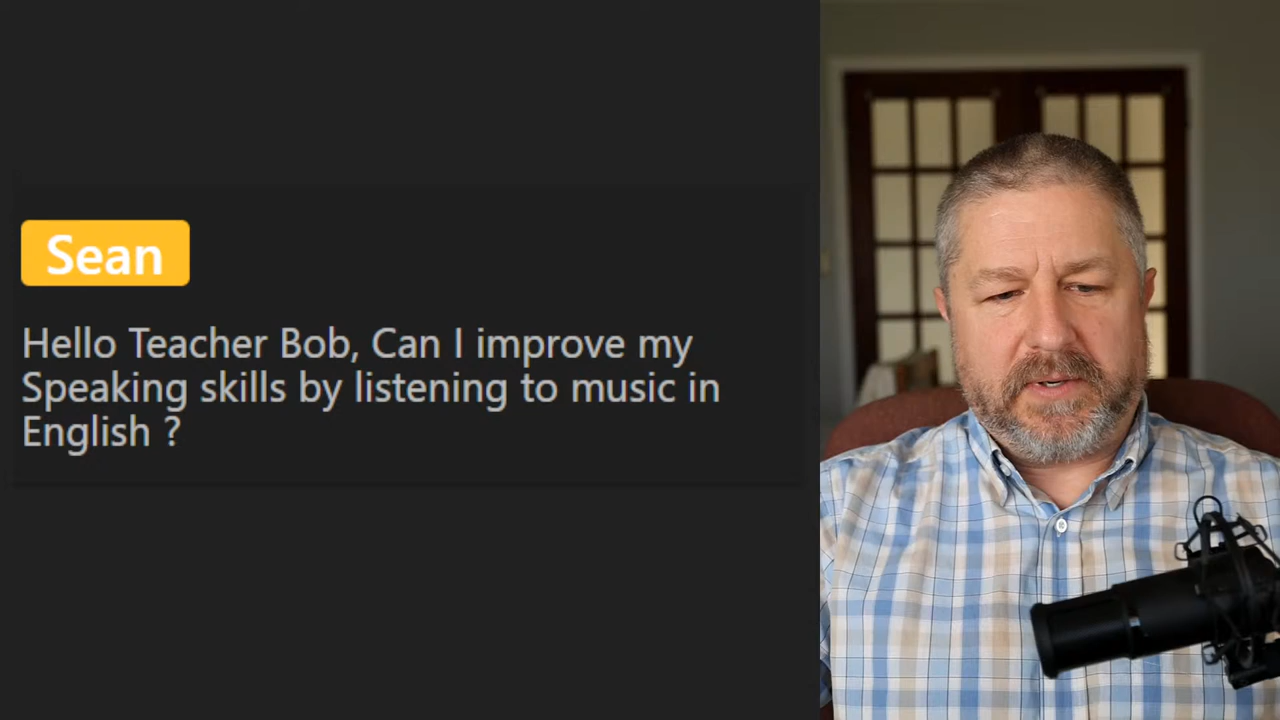 Sean
Hello Teacher Bob, Can I improve my
Speaking skills by listening to music in
English ?